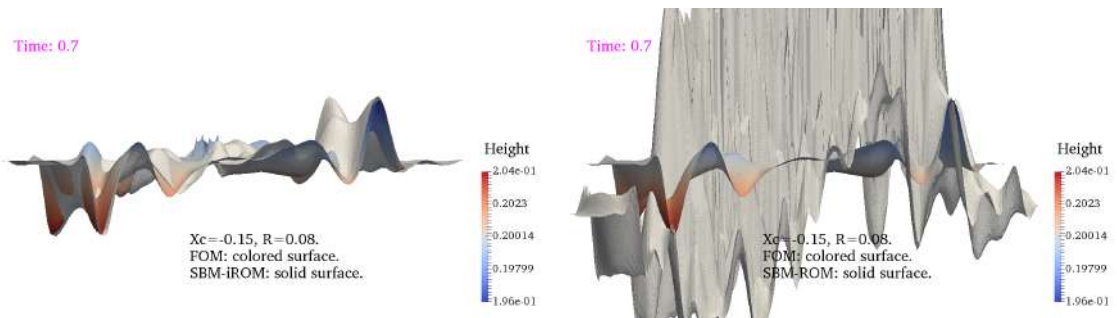 Time: 0.7
Height
2.04e-01
0.2023
0.20014
0.19799
1.96e-01
Xc=-0.15, R=0.08.
FOM: colored surface.
SBM-iROM: solid surface.
Time: 0.7
Height
2.04e-01
0.2023
0.20014
0.19799
1.96e-01
Xc=-0.15, R=0.08.
FOM: colored surface.
SBM-ROM: solid surface.